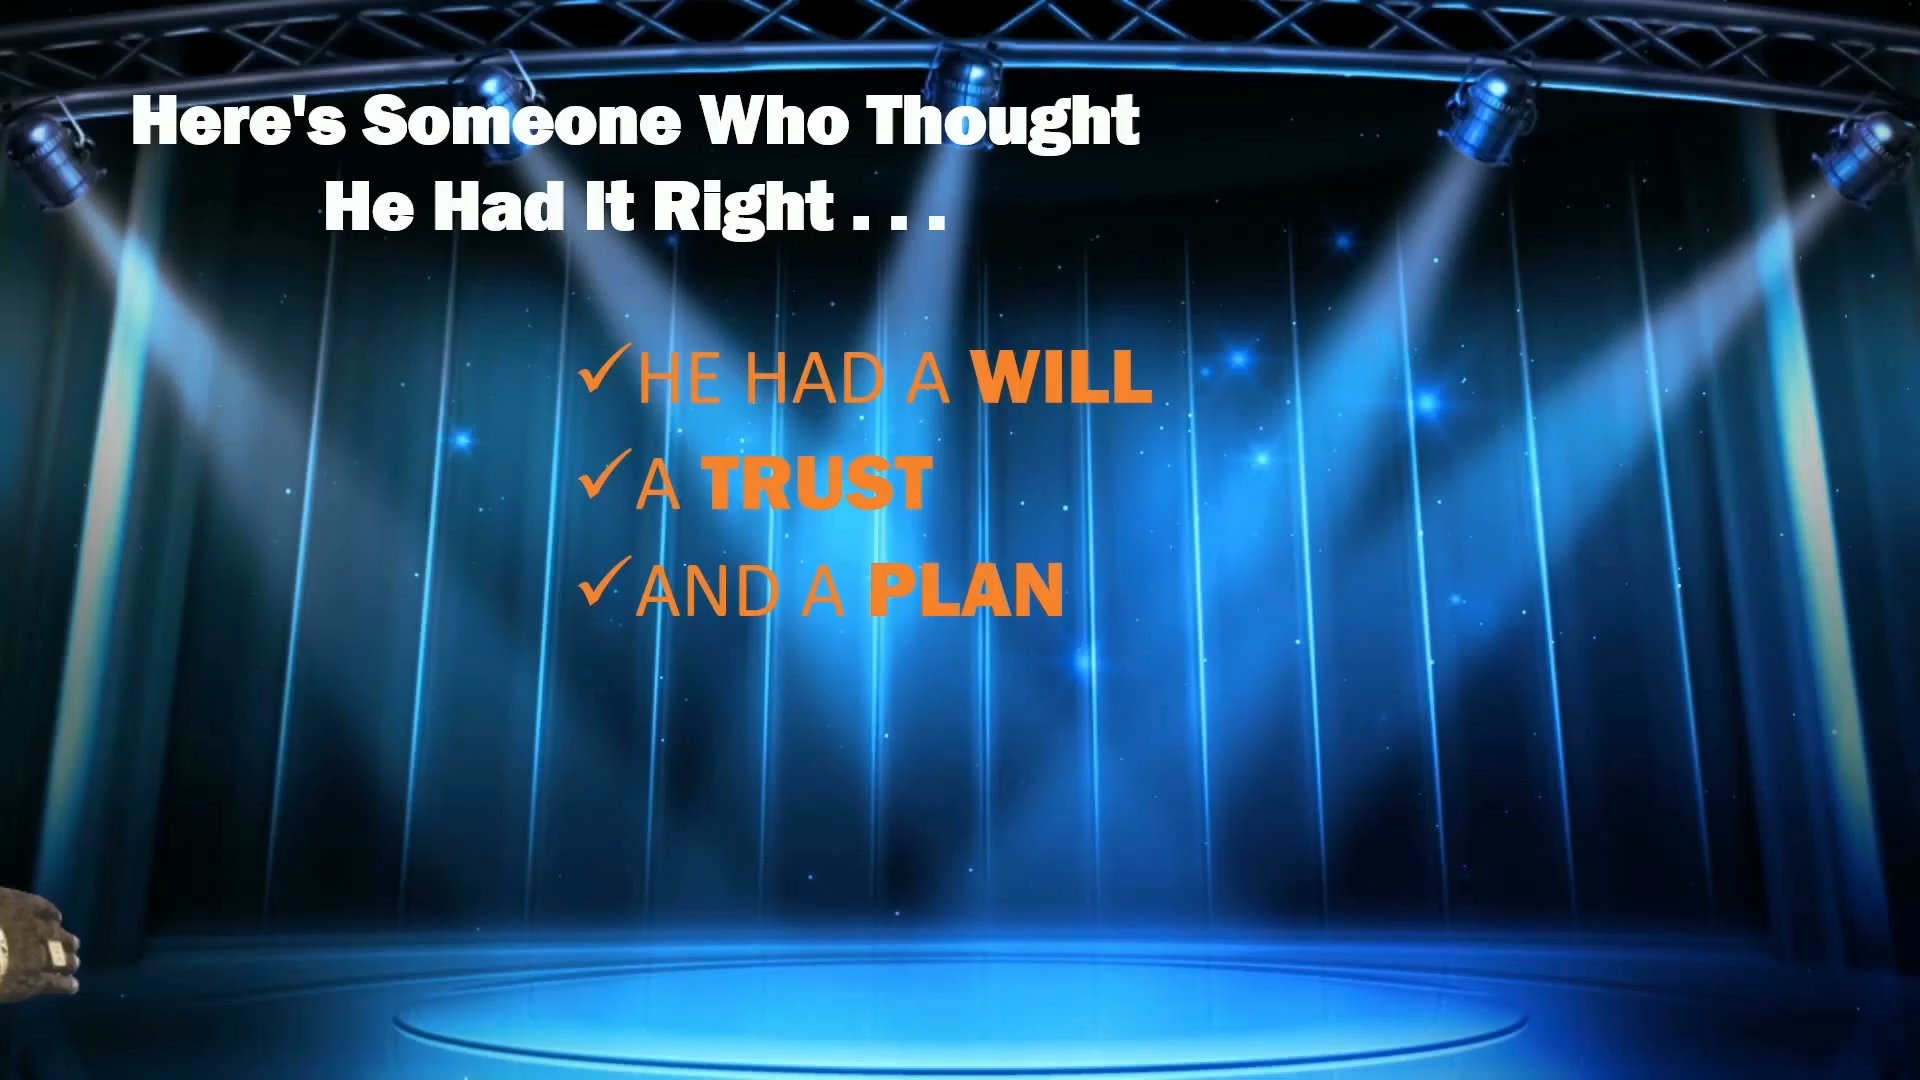 Here's Someone Who Thought
He Had It Right . . .
✓HE HAD A WILL
✓A TRUST
✓AND A PLAN